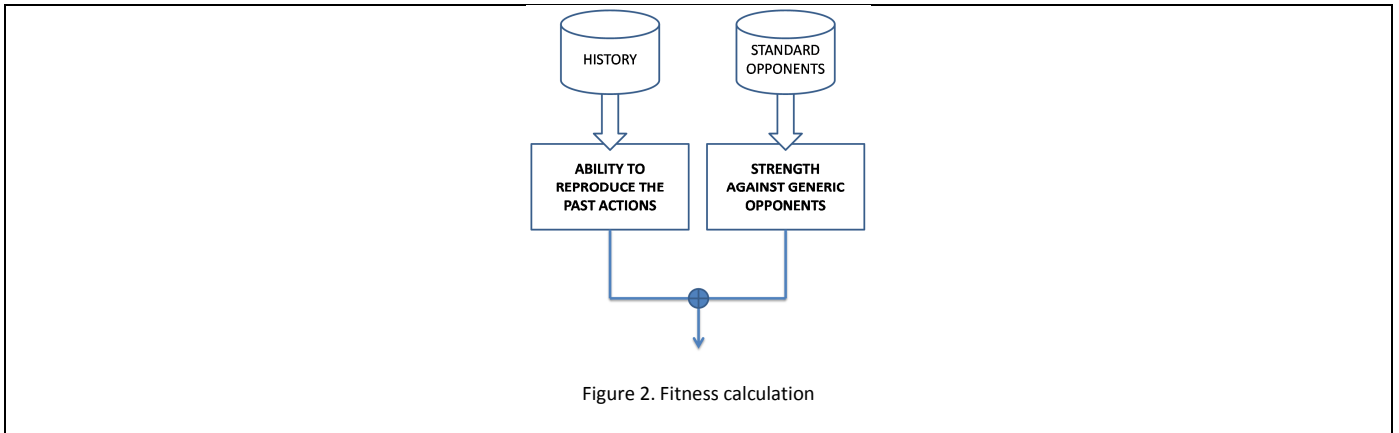 HISTORY
STANDARD
OPPONENTS
ABILITY TO
REPRODUCE THE
PAST ACTIONS
STRENGTH
AGAINST GENERIC
OPPONENTS
Figure 2. Fitness calculation